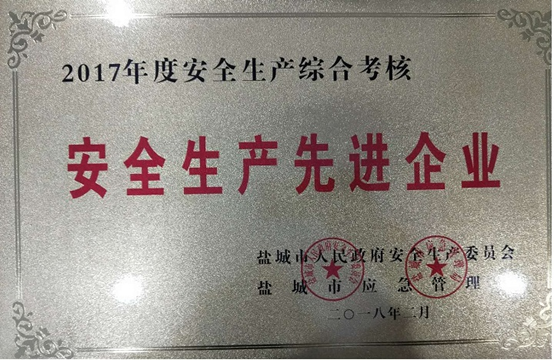 2017年度安全生产综合考核
安全生产先进企业
盐城市人民政府安全生产委员会
盐城市应急管理
二〇一八年二月